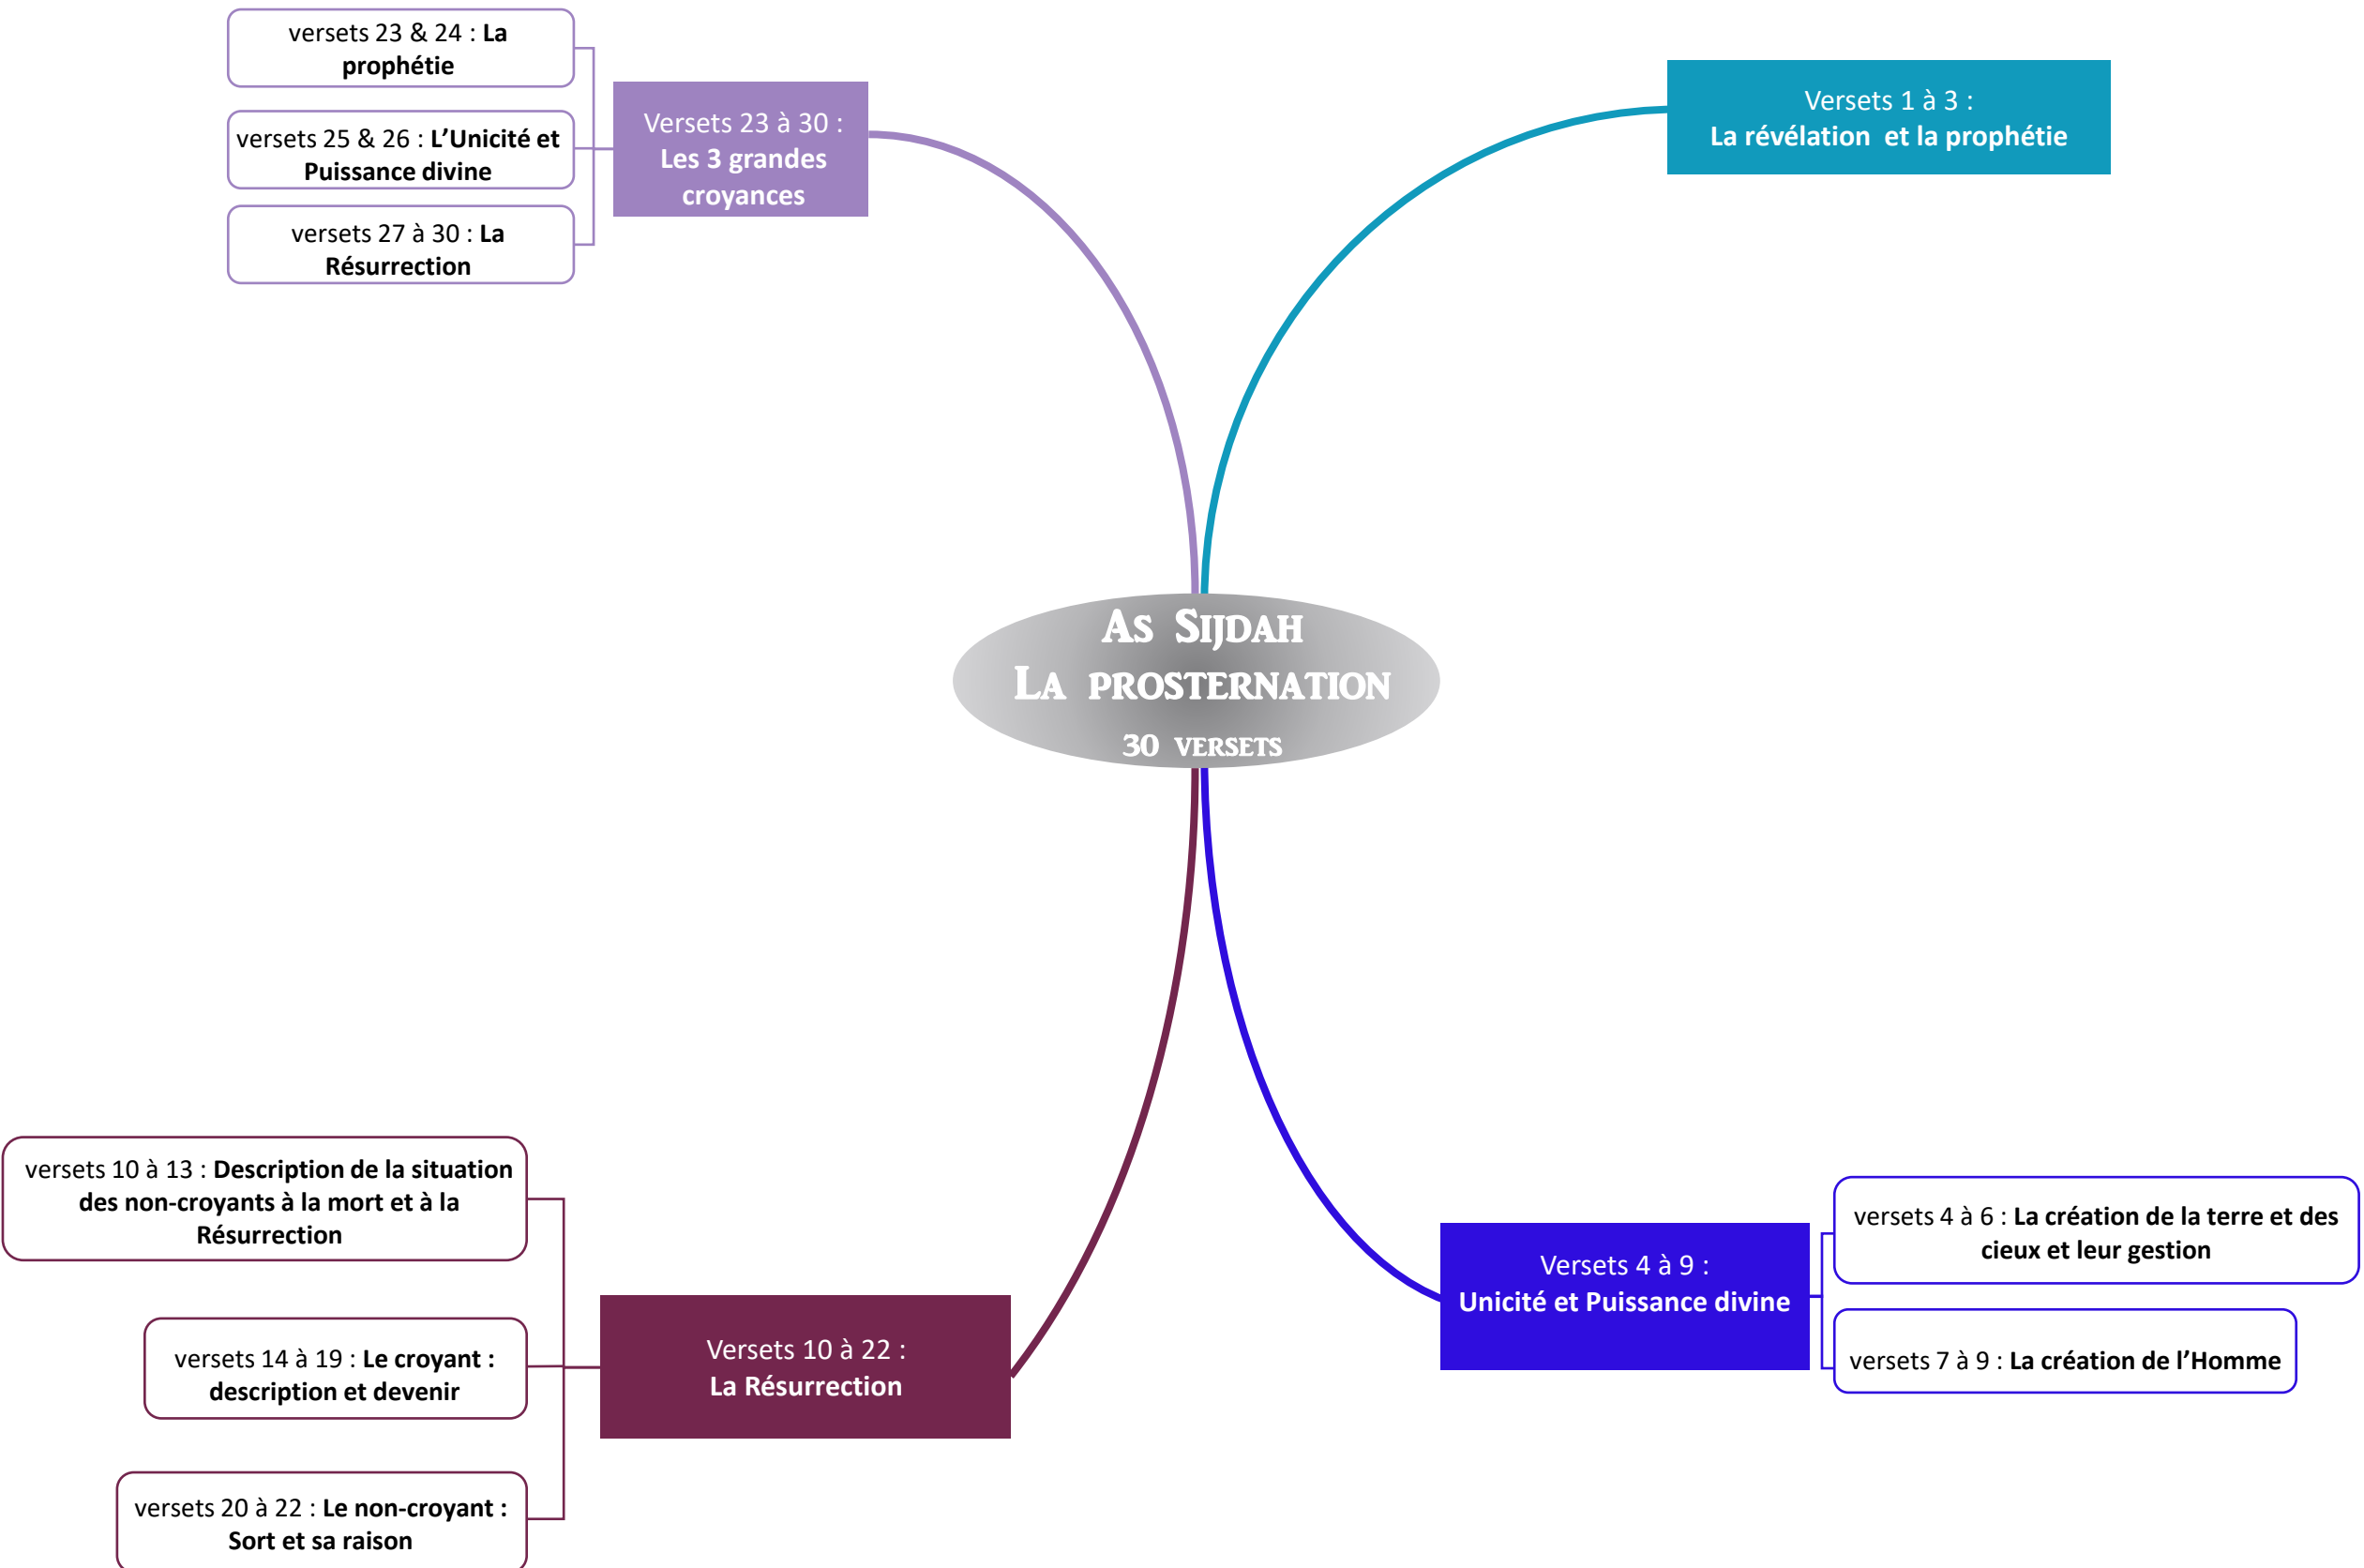 As Sijdah
La prosternation
30 versets
Versets 1 à 3 :
La révélation et la prophétie
Versets 4 à 9 :
Unicité et Puissance divine
versets 4 à 6 : La création de la terre et des
cieux et leur gestion
versets 7 à 9 : La création de l’Homme
Versets 10 à 22 :
La Résurrection
versets 10 à 13 : Description de la situation
des non-croyants à la mort et à la
Résurrection
versets 14 à 19 : Le croyant :
description et devenir
versets 20 à 22 : Le non-croyant :
Sort et sa raison
Versets 23 à 30 :
Les 3 grandes
croyances
versets 23 & 24 : La
prophétie
versets 25 & 26 : L’Unicité et
Puissance divine
versets 27 à 30 : La
Résurrection